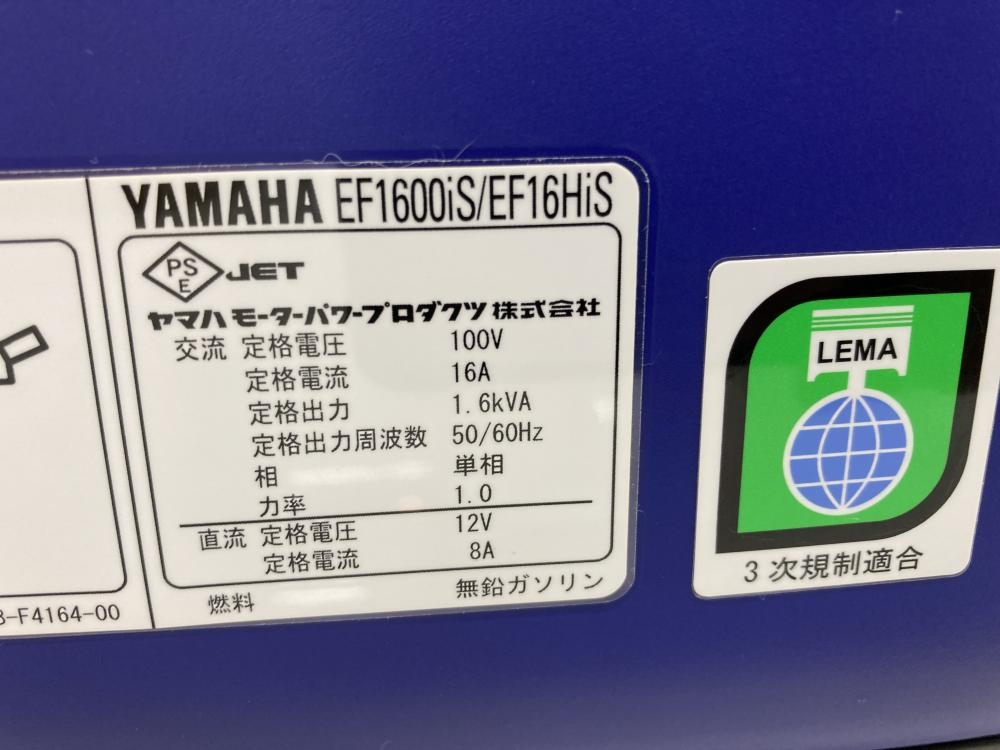 YAMAHA EF1600iS/EF16HiS
PS
E
JET
ヤマハモーターパワープロダクツ株式会社
交流 定格電圧 100V
定格電流 16A
定格出力 1.6kVA
定格出力周波数 50/60Hz
相 単相
力率 1.0
直流 定格電圧 12V
定格電流 8A
燃料 無鉛ガソリン
-F4164-00
LEMA
3次規制適合